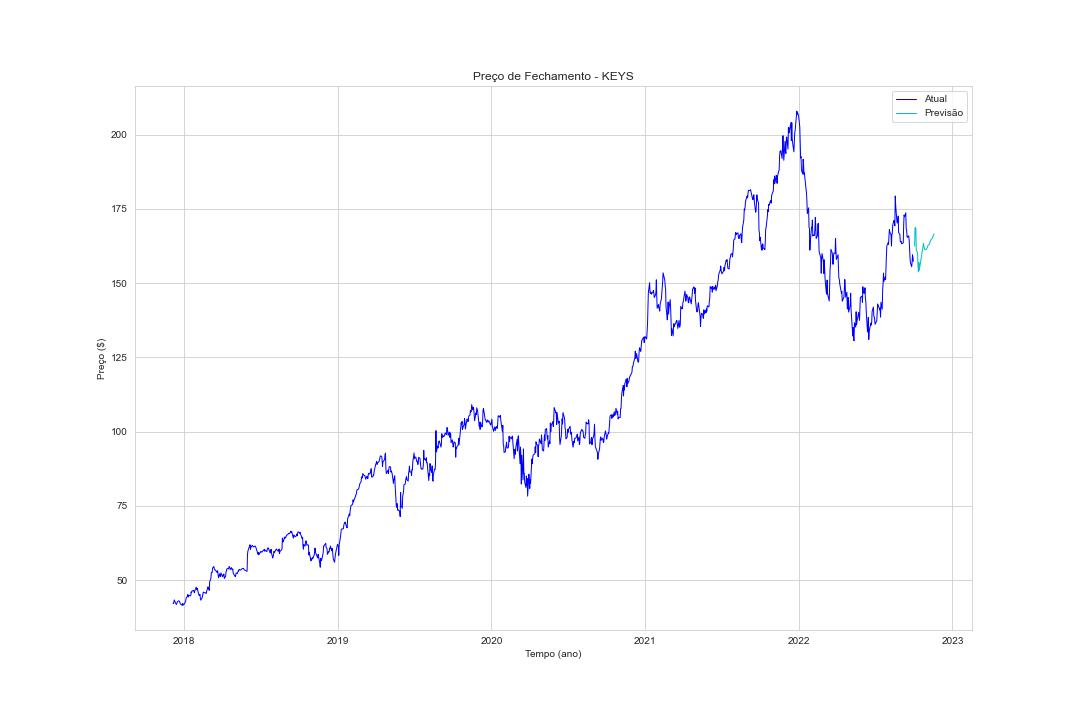 Preço de Fechamento - KEYS
Atual
Previsão
200
175
150
125
100
75
50
Preço ($)
2018 2019 2020 2021 2022 2023
Tempo (ano)